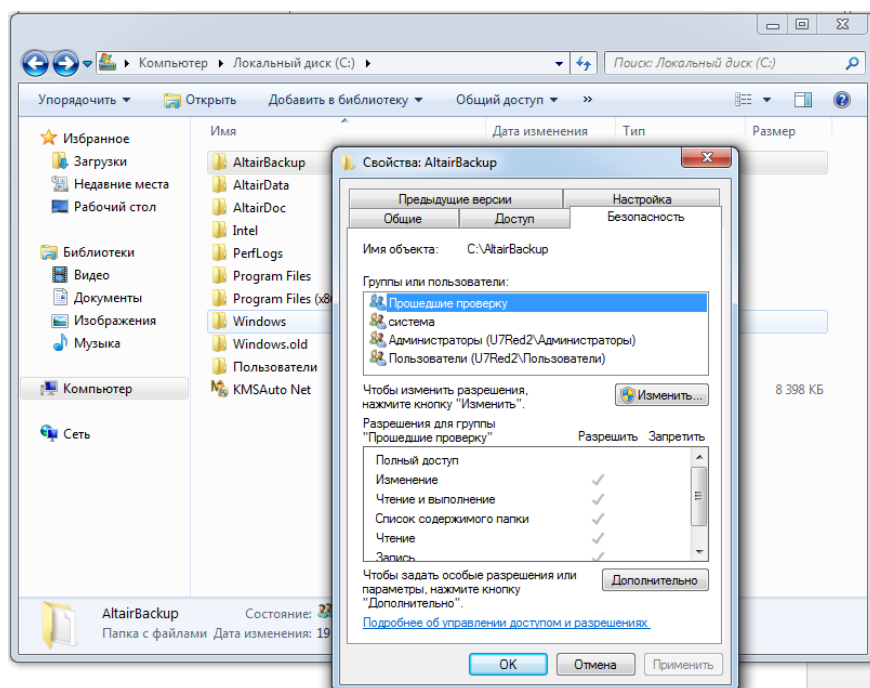 Компьютер ▸ Локальный диск (C:) ▸
Поиск: Локальный диск (C:)
Упорядочить ▾ Открыть Добавить в библиотеку ▾ Общий доступ ▾ »
Избранное
Загрузки
Недавние места
Рабочий стол
Библиотеки
Видео
Документы
Изображения
Музыка
Компьютер
Сеть
Имя Дата изменения Тип Размер
AltairBackup
AltairData
AltairDoc
Intel
PerfLogs
Program Files
Program Files (x8
Windows
Windows.old
Пользователи
KMSAuto Net 8 398 КБ
Свойства: AltairBackup
Предыдущие версии Настройка
Общие Доступ Безопасность
Имя объекта: C:\AltairBackup
Группы или пользователи:
Прошедшие проверку
система
Администраторы (U7Red2\Администраторы)
Пользователи (U7Red2\Пользователи)
Чтобы изменить разрешения,
нажмите кнопку "Изменить".
Изменить...
Разрешения для группы
"Прошедшие проверку" Разрешить Запретить
Полный доступ
Изменение
Чтение и выполнение
Список содержимого папки
Чтение
Запись
Чтобы задать особые разрешения или
параметры, нажмите кнопку
"Дополнительно".
Дополнительно
Подробнее об управлении доступом и разрешениях
ОК Отмена Применить
AltairBackup Состояние:
Папка с файлами Дата изменения: 19